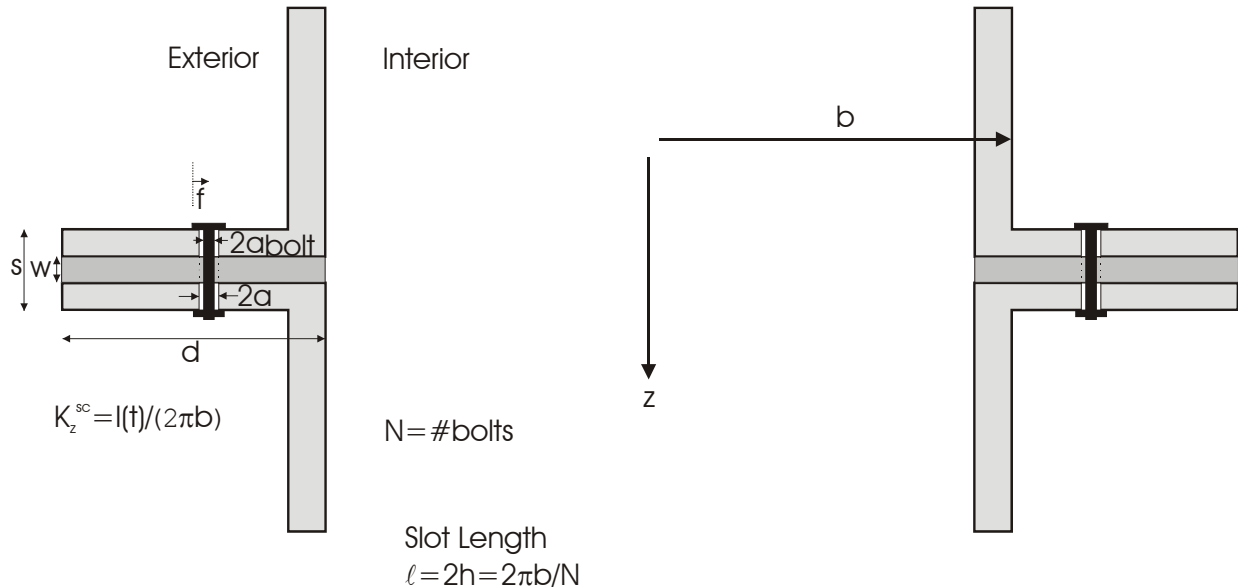 Exterior
Interior
b
f
2abolt
s
w
2a
d
z
K_z^sc=I(t)/(2πb)
N=#bolts
Slot Length
ℓ=2h=2πb/N